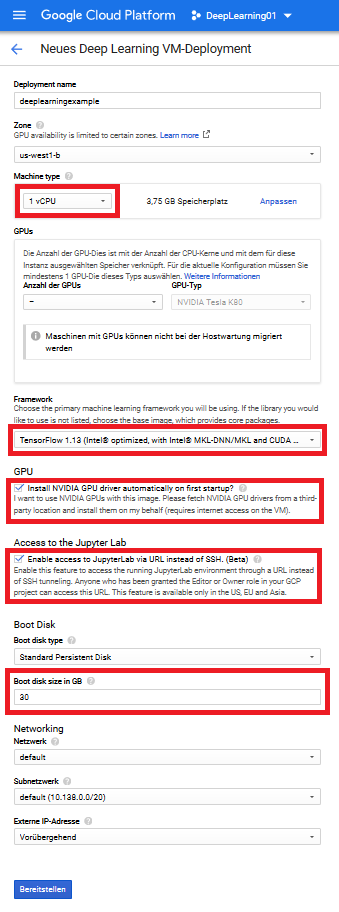 Google Cloud Platform
DeepLearning01
Neues Deep Learning VM-Deployment
Deployment name
deeplearningexample
Zone
GPU availability is limited to certain zones. Learn more
us-west1-b
Machine type
1 vCPU
3,75 GB Speicherplatz
Anpassen
GPUs
Die Anzahl der GPU-Dies ist mit der Anzahl der CPU-Kerne und mit dem für diese
Instanz ausgewählten Speicher verknüpft. Für die aktuelle Konfiguration müssen Sie
mindestens 1 GPU-Die dieses Typs auswählen. Weitere Informationen
Anzahl der GPUs
GPU-Typ
–
NVIDIA Tesla K80
Maschinen mit GPUs können nicht bei der Hostwartung migriert
werden
Framework
Choose the primary machine learning framework you will be using. If the library you would
like to use is not listed, choose the base image, which provides core packages.
TensorFlow 1.13 (Intel® optimized, with Intel® MKL-DNN/MKL and CUDA ...
GPU
Install NVIDIA GPU driver automatically on first startup?
I want to use NVIDIA GPUs with this image. Please fetch NVIDIA GPU drivers from a third-
party location and install them on my behalf (requires internet access on the VM).
Access to the Jupyter Lab
Enable access to JupyterLab via URL instead of SSH. (Beta)
Enable this feature to access the running JupyterLab environment through a URL instead
of SSH tunneling. Anyone who has been granted the Editor or Owner role in your GCP
project can access this URL. This feature is available only in the US, EU and Asia.
Boot Disk
Boot disk type
Standard Persistent Disk
Boot disk size in GB
30
Networking
Netzwerk
default
Subnetzwerk
default (10.138.0.0/20)
Externe IP-Adresse
Vorübergehend
Bereitstellen